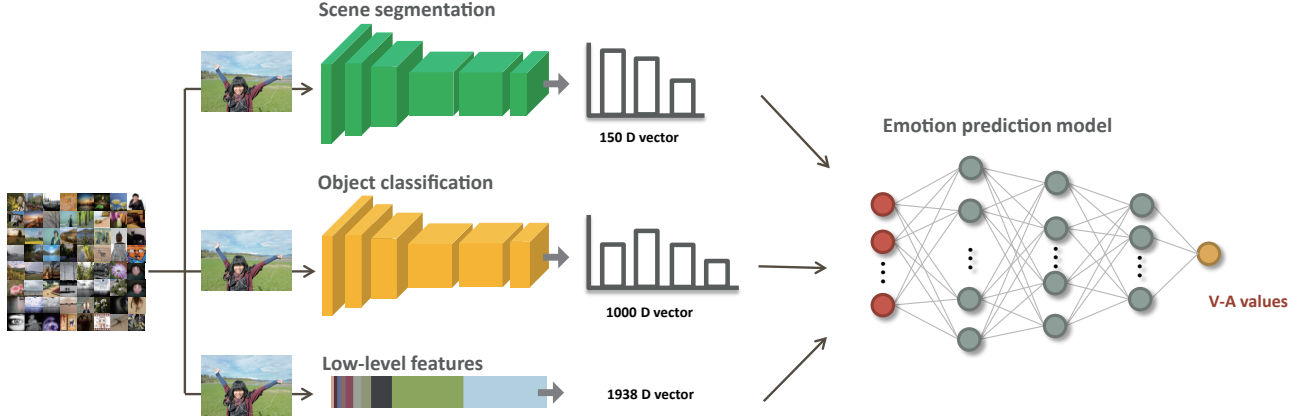 Scene segmentation
150 D vector
Emotion prediction model
Object classification
1000 D vector
V-A values
Low-level features
1938 D vector